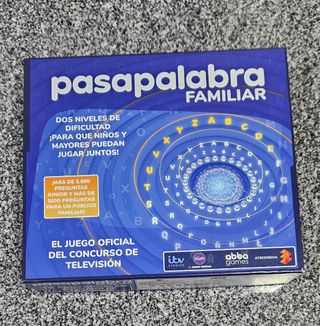 pasapalabra
FAMILIAR
DOS NIVELES DE
DIFICULTAD
¡PARA QUE NIÑOS Y
MAYORES PUEDAN
JUGAR JUNTOS!
¡MÁS DE 5.000
PREGUNTAS
JUNIOR Y MÁS DE
5000 PREGUNTAS
PARA UN PÚBLICO
FAMILIAR!
EL JUEGO OFICIAL
DEL CONCURSO DE
TELEVISIÓN
itv
STUDIOS
abba
games
ATRESMEDIA